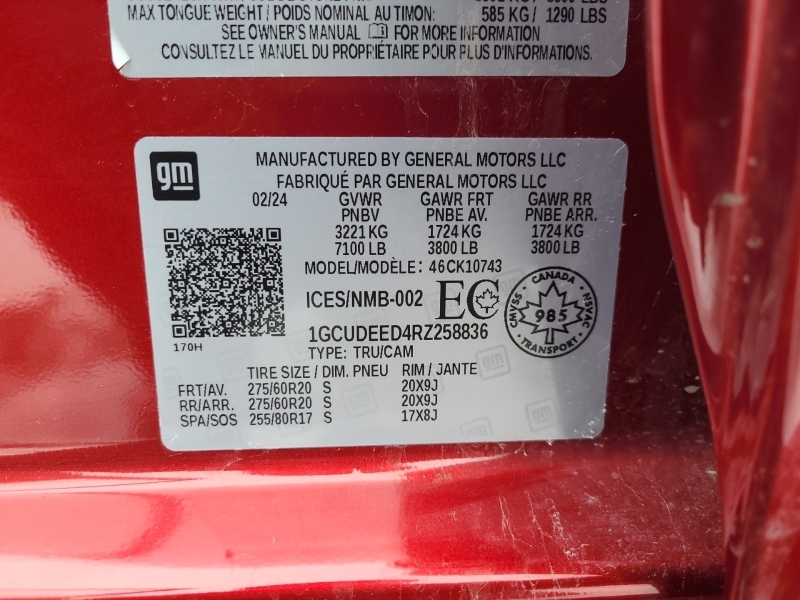 MAX TONGUE WEIGHT / POIDS NOMINAL AU TIMON: 585 KG / 1290 LBS
SEE OWNER'S MANUAL FOR MORE INFORMATION
CONSULTEZ LE MANUEL DU PROPRIÉTAIRE POUR PLUS D'INFORMATIONS.
gm
MANUFACTURED BY GENERAL MOTORS LLC
FABRIQUÉ PAR GENERAL MOTORS LLC
02/24 GVWR GAWR FRT GAWR RR
PNBV PNBE AV. PNBE ARR.
3221 KG 1724 KG 1724 KG
7100 LB 3800 LB 3800 LB
MODEL/MODÈLE: 46CK10743
ICES/NMB-002 EC
CANADA
CMVSS 985 NSVAC
TRANSPORT
170H
1GCUDEED4RZ258836
TYPE: TRU/CAM
TIRE SIZE / DIM. PNEU RIM / JANTE
FRT/AV. 275/60R20 S 20X9J
RR/ARR. 275/60R20 S 20X9J
SPA/SOS 255/80R17 S 17X8J